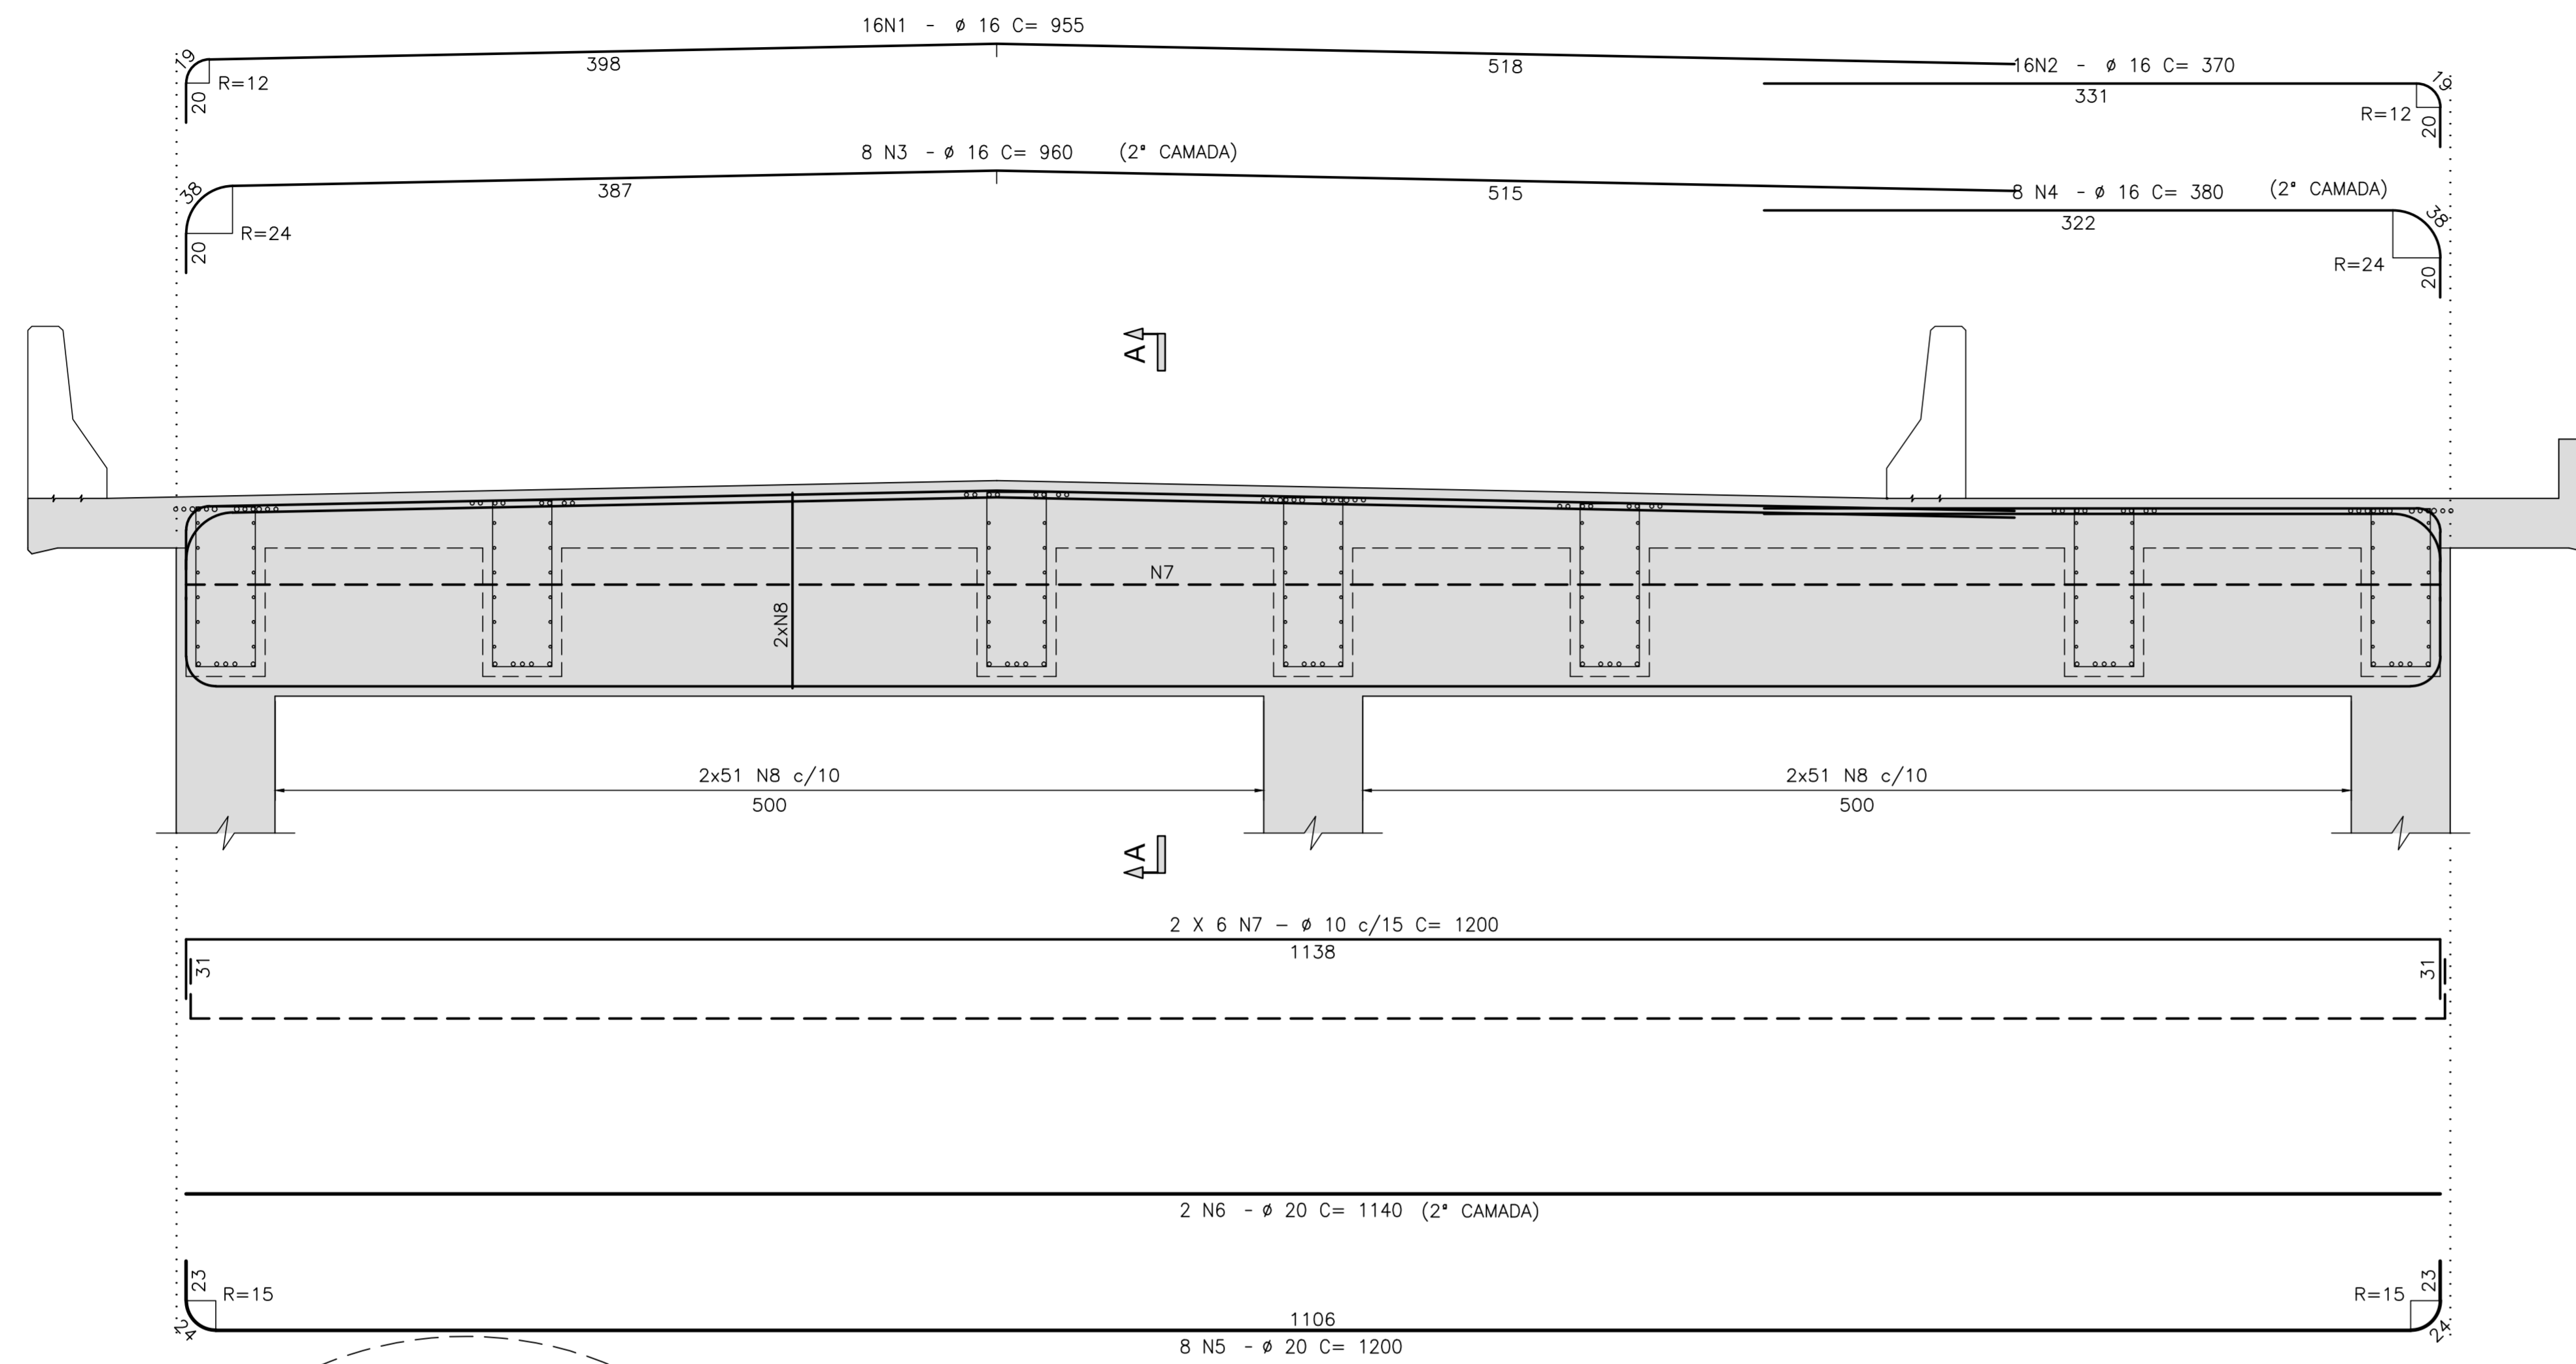 16N1 - ø 16 C= 955
19
398
R=12
20
518
16N2 - ø 16 C= 370
331
19
R=12
20
8 N3 - ø 16 C= 960 (2ª CAMADA)
38
387
R=24
20
515
8 N4 - ø 16 C= 380 (2ª CAMADA)
322
38
R=24
20
A
N7
2xN8
2x51 N8 c/10
500
2x51 N8 c/10
500
A
2 X 6 N7 - ø 10 c/15 C= 1200
1138
31
31
2 N6 - ø 20 C= 1140 (2ª CAMADA)
23
R=15
24
23
R=15
24
1106
8 N5 - ø 20 C= 1200